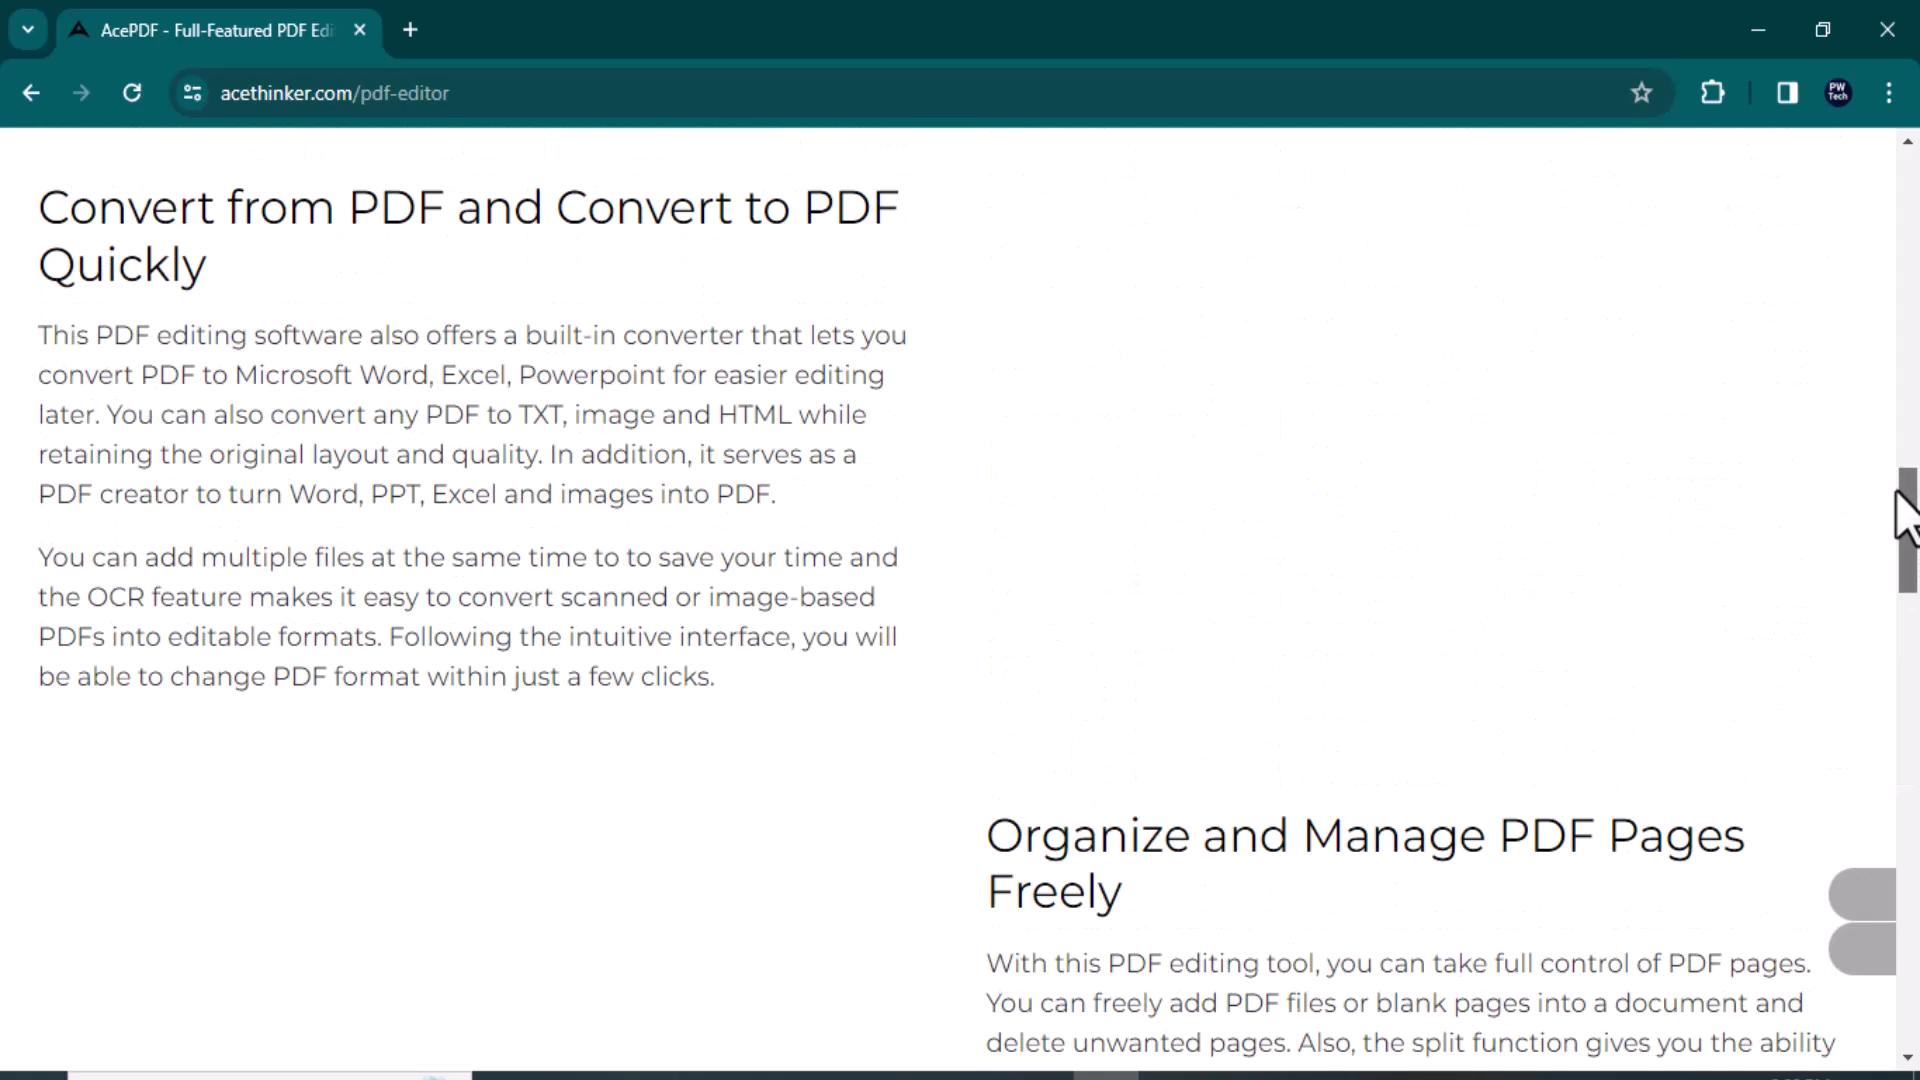 AcePDF - Full-Featured PDF Edi
acethinker.com/pdf-editor
PW
Tech
Convert from PDF and Convert to PDF
Quickly
This PDF editing software also offers a built-in converter that lets you
convert PDF to Microsoft Word, Excel, Powerpoint for easier editing
later. You can also convert any PDF to TXT, image and HTML while
retaining the original layout and quality. In addition, it serves as a
PDF creator to turn Word, PPT, Excel and images into PDF.
You can add multiple files at the same time to to save your time and
the OCR feature makes it easy to convert scanned or image-based
PDFs into editable formats. Following the intuitive interface, you will
be able to change PDF format within just a few clicks.
Organize and Manage PDF Pages
Freely
With this PDF editing tool, you can take full control of PDF pages.
You can freely add PDF files or blank pages into a document and
delete unwanted pages. Also, the split function gives you the ability